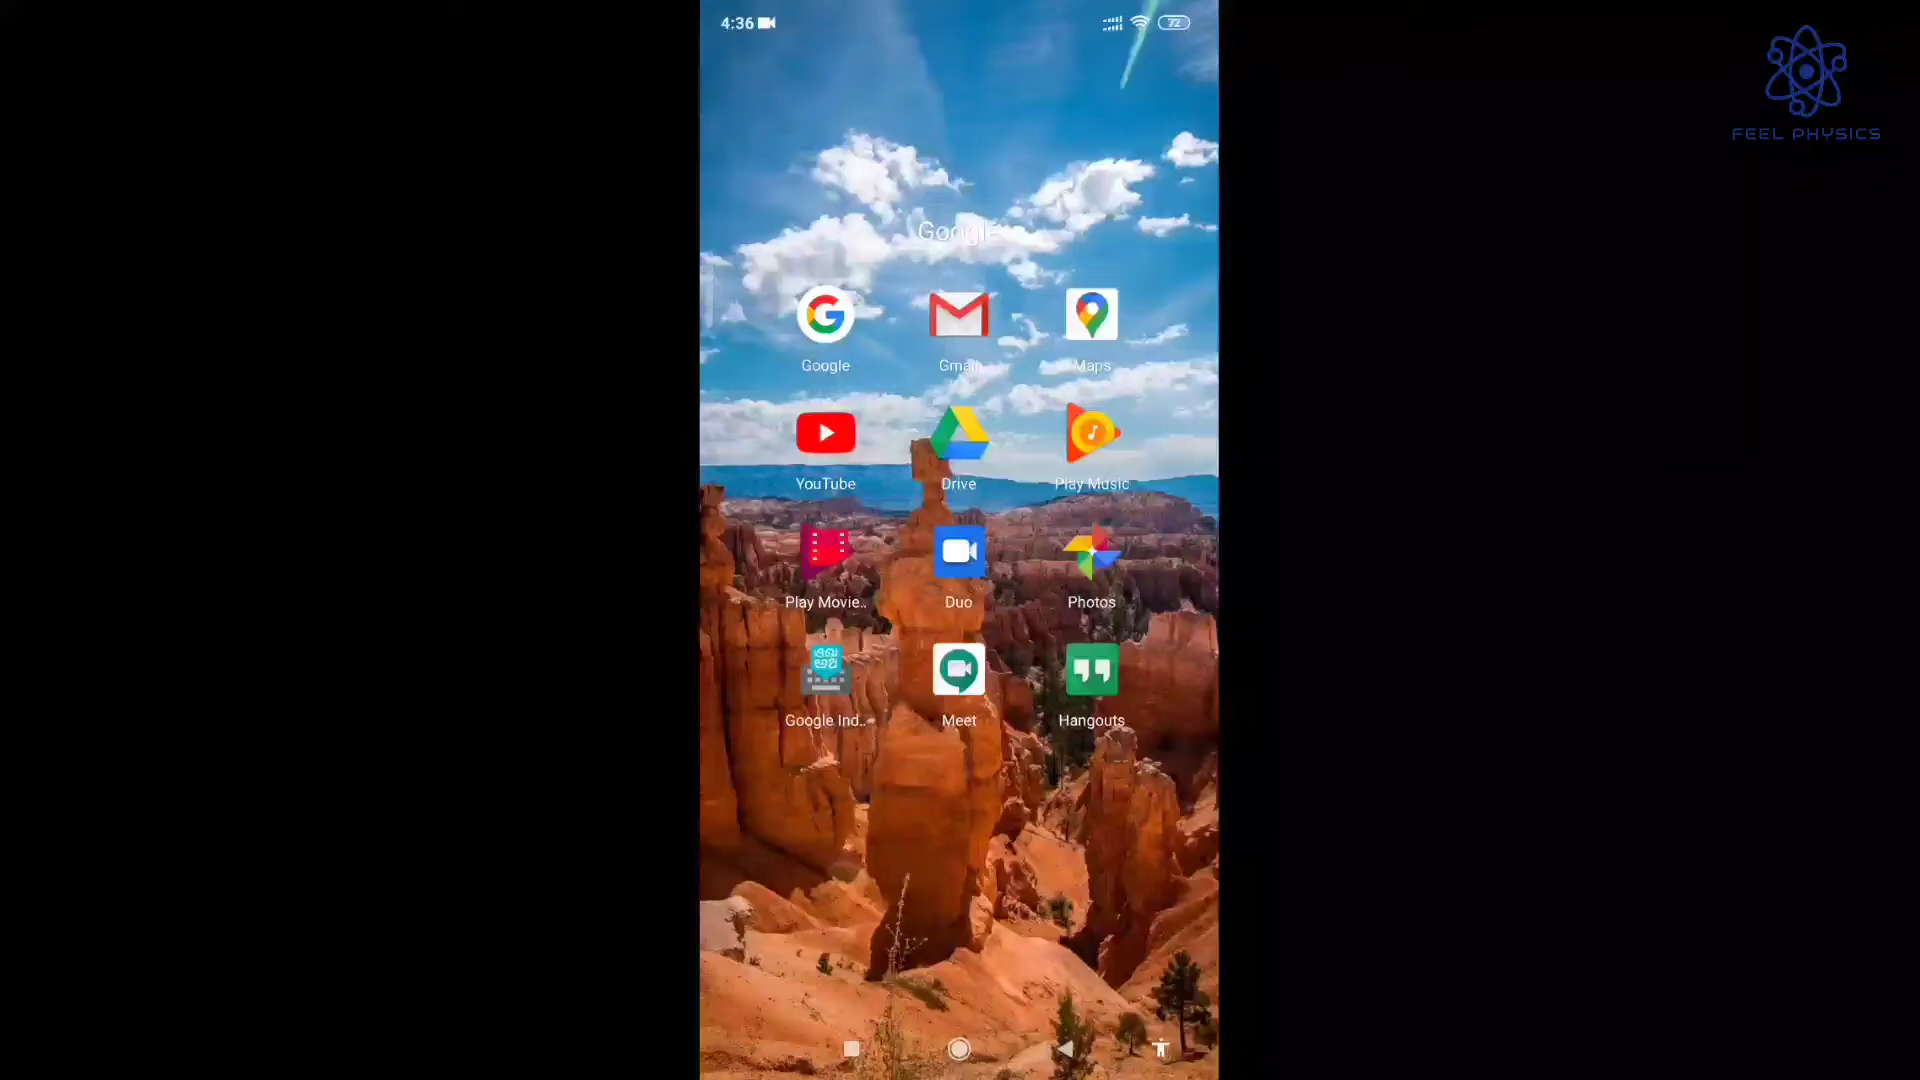 4:36
72
FEEL PHYSICS
Google
Google Gmail Maps
YouTube Drive Play Music
Play Movie.. Duo Photos
Google Ind.. Meet Hangouts